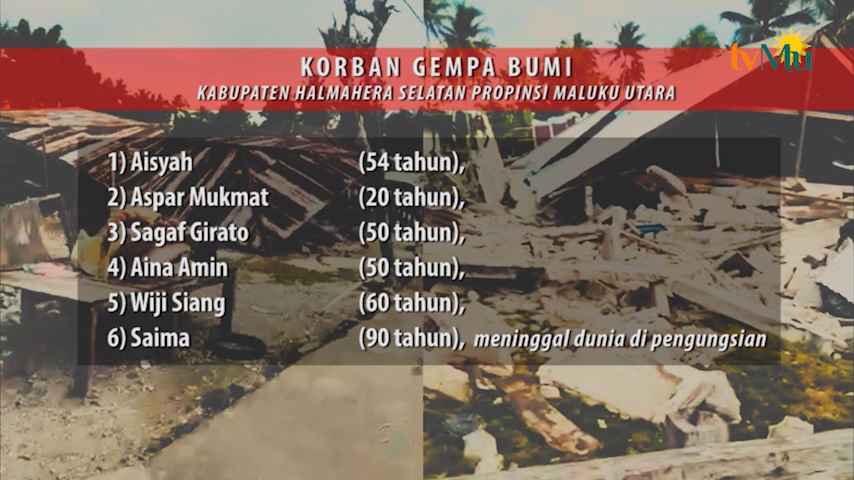 tvMu
KORBAN GEMPA BUMI
KABUPATEN HALMAHERA SELATAN PROPINSI MALUKU UTARA
1) Aisyah (54 tahun),
2) Aspar Mukmat (20 tahun),
3) Sagaf Girato (50 tahun),
4) Aina Amin (50 tahun),
5) Wiji Siang (60 tahun),
6) Saima (90 tahun), meninggal dunia di pengungsian